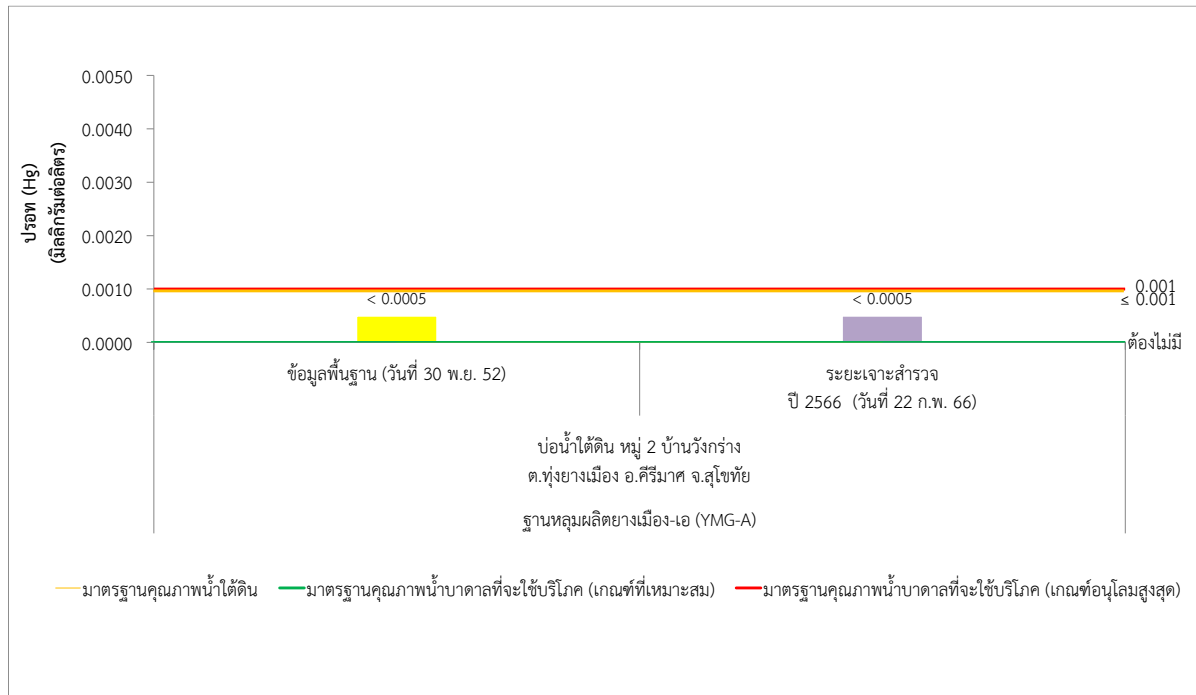 ปรอท (Hg)
(มิลลิกรัมต่อลิตร)
0.0050
0.0040
0.0030
0.0020
0.0010
0.0000
< 0.0005
< 0.0005
0.001
≤ 0.001
ต้องไม่มี
ข้อมูลพื้นฐาน (วันที่ 30 พ.ย. 52)
ระยะเจาะสำรวจ
ปี 2566 (วันที่ 22 ก.พ. 66)
บ่อน้ำใต้ดิน หมู่ 2 บ้านวังกร่าง
ต.ทุ่งยางเมือง อ.คีรีมาศ จ.สุโขทัย
ฐานหลุมผลิตยางเมือง-เอ (YMG-A)
มาตรฐานคุณภาพน้ำใต้ดิน
มาตรฐานคุณภาพน้ำบาดาลที่จะใช้บริโภค (เกณฑ์ที่เหมาะสม)
มาตรฐานคุณภาพน้ำบาดาลที่จะใช้บริโภค (เกณฑ์อนุโลมสูงสุด)